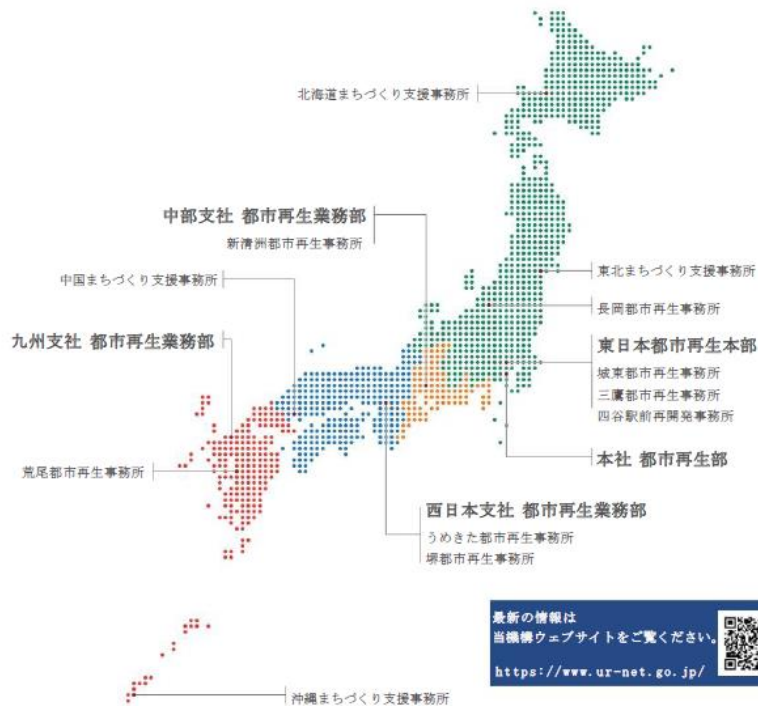 北海道まちづくり支援事務所
中部支社 都市再生業務部
新清洲都市再生事務所
中国まちづくり支援事務所
東北まちづくり支援事務所
長岡都市再生事務所
九州支社 都市再生業務部
東日本都市再生本部
城東都市再生事務所
三鷹都市再生事務所
四谷駅前再開発事務所
本社 都市再生部
荒尾都市再生事務所
西日本支社 都市再生業務部
うめきた都市再生事務所
堺都市再生事務所
最新の情報は
当機構ウェブサイトをご覧ください。
https://www.ur-net.go.jp/
沖縄まちづくり支援事務所